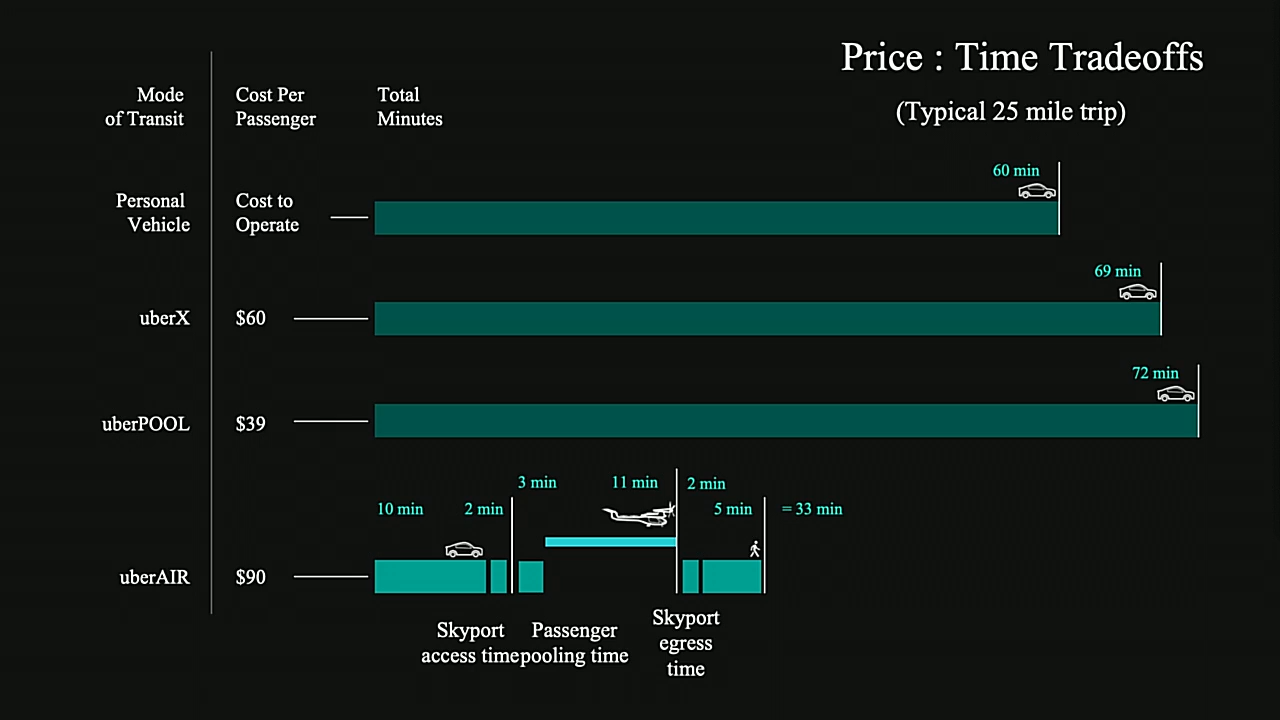 Price : Time Tradeoffs
(Typical 25 mile trip)
Mode
of Transit
Cost Per
Passenger
Total
Minutes
Personal
Vehicle
Cost to
Operate
60 min
uberX
$60
69 min
uberPOOL
$39
72 min
uberAIR
$90
10 min
2 min
3 min
11 min
2 min
5 min
= 33 min
Skyport
access time
Passenger
pooling time
Skyport
egress
time